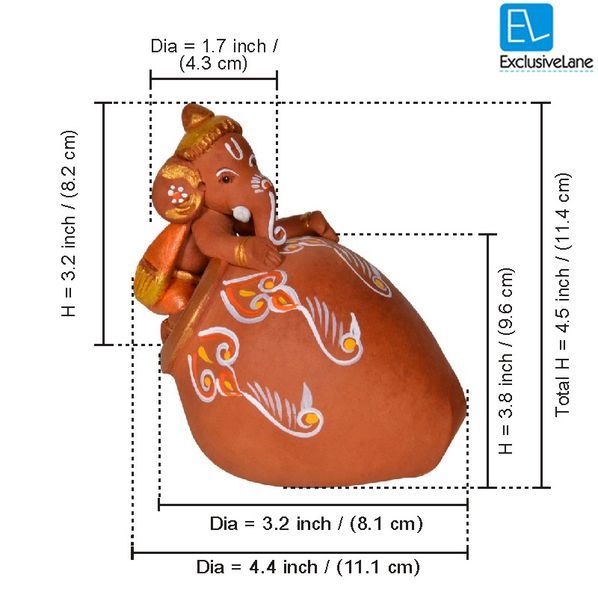 Dia = 1.7 inch /
(4.3 cm)
EL
ExclusiveLane
H = 3.2 inch / (8.2 cm)
Total H = 4.5 inch / (11.4 cm)
H = 3.8 inch / (9.6 cm)
Dia = 3.2 inch / (8.1 cm)
Dia = 4.4 inch / (11.1 cm)